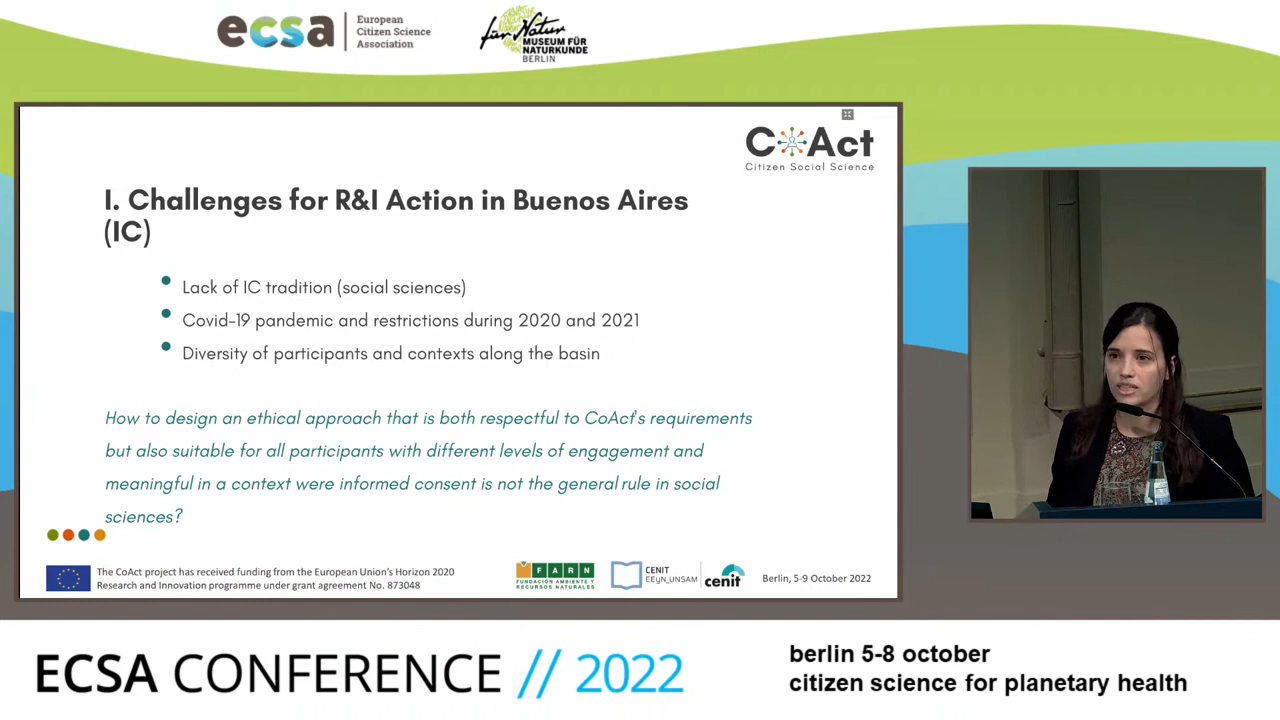 ecsa
European
Citizen Science
Association
für Natur
MUSEUM FÜR
NATURKUNDE
BERLIN
CoAct
Citizen Social Science
I. Challenges for R&I Action in Buenos Aires
(IC)
Lack of IC tradition (social sciences)
Covid-19 pandemic and restrictions during 2020 and 2021
Diversity of participants and contexts along the basin
How to design an ethical approach that is both respectful to CoAct's requirements
but also suitable for all participants with different levels of engagement and
meaningful in a context were informed consent is not the general rule in social
sciences?
The CoAct project has received funding from the European Union's Horizon 2020
Research and Innovation programme under grant agreement No. 873048
FARN
FUNDACIÓN AMBIENTE Y
RECURSOS NATURALES
CENIT
EEyN_UNSAM
cenit
Berlin, 5-9 October 2022
ECSA CONFERENCE // 2022
berlin 5-8 october
citizen science for planetary health